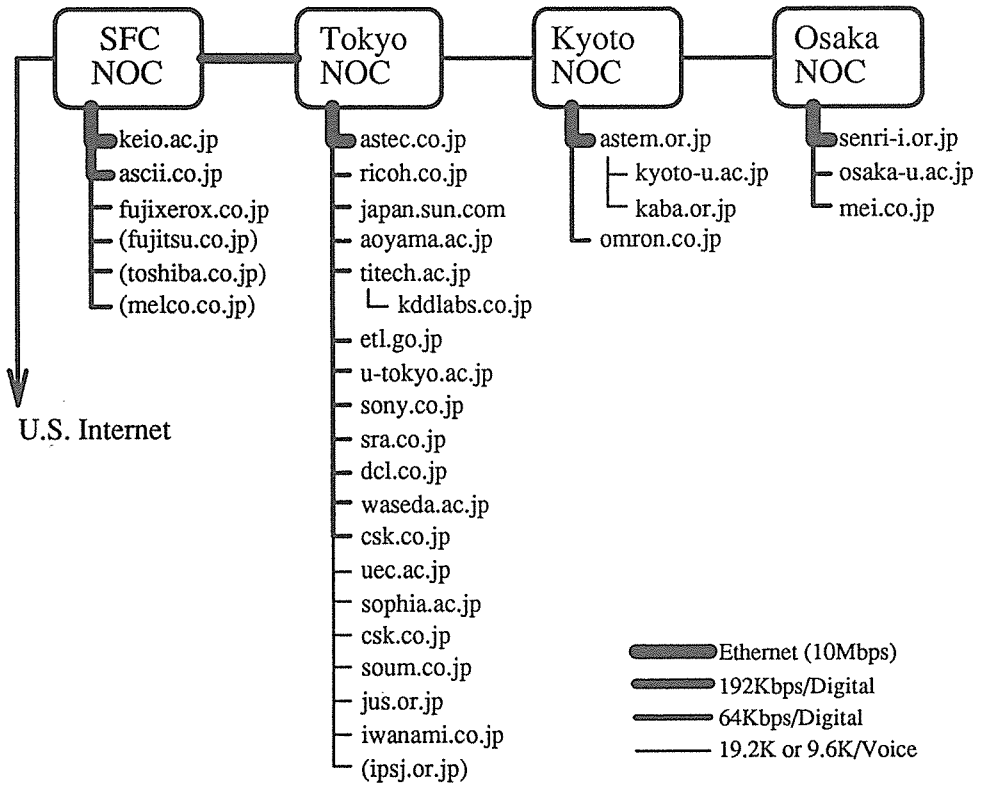 SFC
NOC
Tokyo
NOC
Kyoto
NOC
Osaka
NOC
keio.ac.jp
ascii.co.jp
fujixerox.co.jp
(fujitsu.co.jp)
(toshiba.co.jp)
(melco.co.jp)
U.S. Internet
astec.co.jp
ricoh.co.jp
japan.sun.com
aoyama.ac.jp
titech.ac.jp
kddlabs.co.jp
etl.go.jp
u-tokyo.ac.jp
sony.co.jp
sra.co.jp
dcl.co.jp
waseda.ac.jp
csk.co.jp
uec.ac.jp
sophia.ac.jp
csk.co.jp
soum.co.jp
jus.or.jp
iwanami.co.jp
(ipsj.or.jp)
astem.or.jp
kyoto-u.ac.jp
kaba.or.jp
omron.co.jp
senri-i.or.jp
osaka-u.ac.jp
mei.co.jp
Ethernet (10Mbps)
192Kbps/Digital
64Kbps/Digital
19.2K or 9.6K/Voice